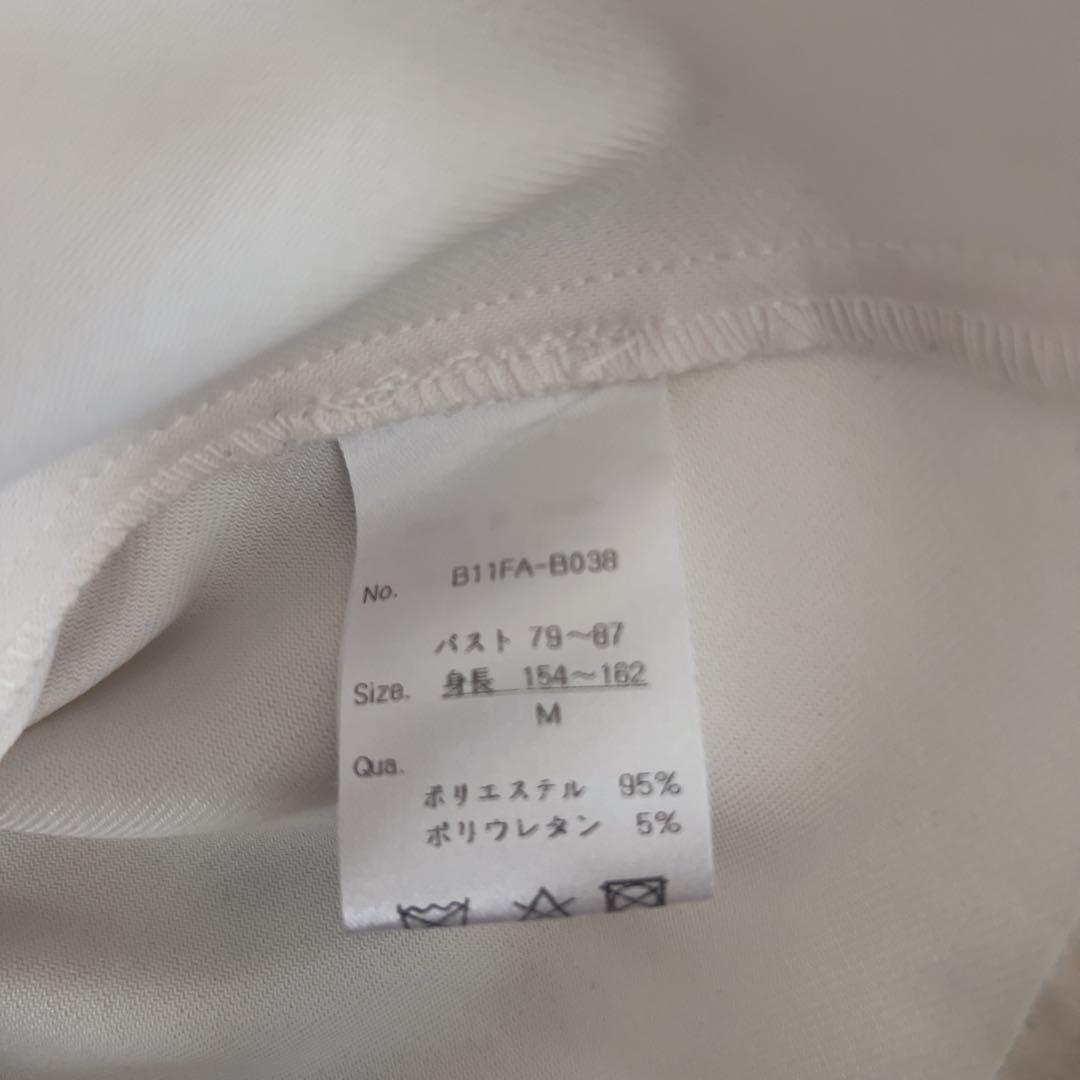 No. B11FA-B038
バスト 79～87
Size. 身長 154～162
M
Qua.
ポリエステル 95%
ポリウレタン 5%